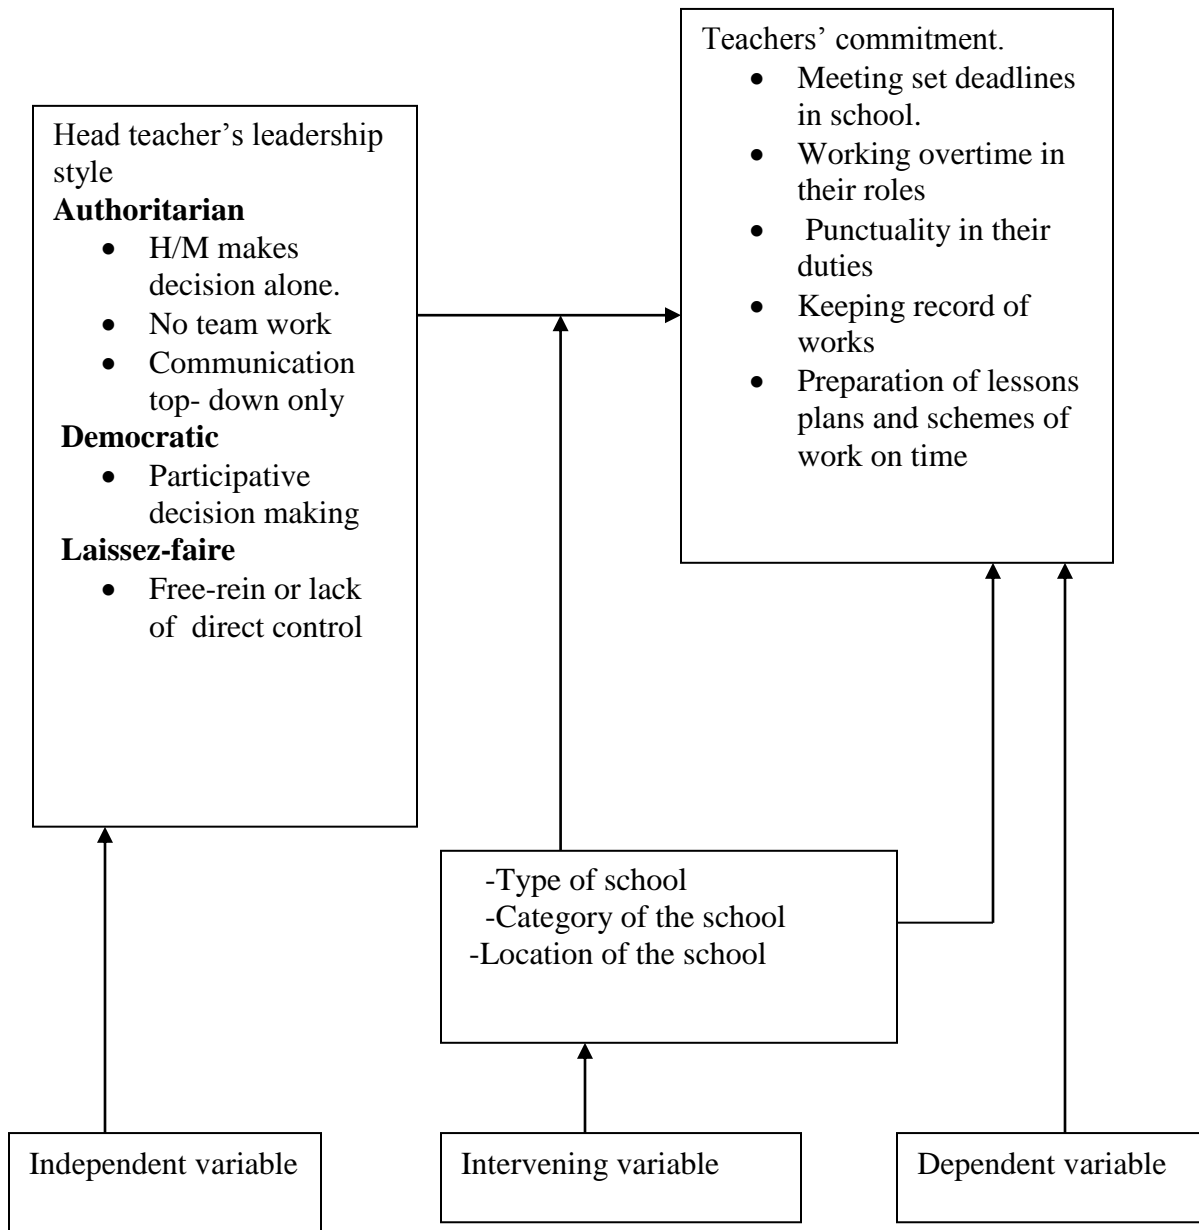 Teachers’ commitment.
• Meeting set deadlines
in school.
• Working overtime in
their roles
• Punctuality in their
duties
• Keeping record of
works
• Preparation of lessons
plans and schemes of
work on time
Head teacher’s leadership
style
Authoritarian
• H/M makes
decision alone.
• No team work
• Communication
top- down only
Democratic
• Participative
decision making
Laissez-faire
• Free-rein or lack
of direct control
-Type of school
-Category of the school
-Location of the school
Independent variable
Intervening variable
Dependent variable